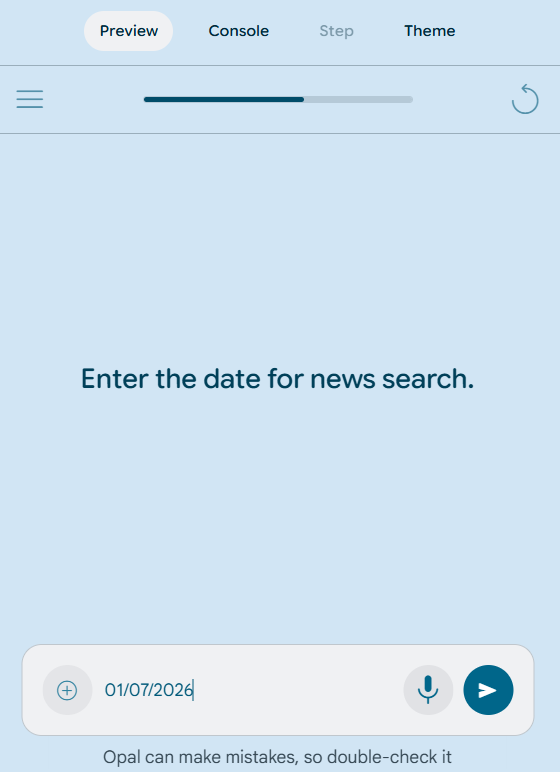 Preview Console Step Theme
Enter the date for news search.
01/07/2026
Opal can make mistakes, so double-check it